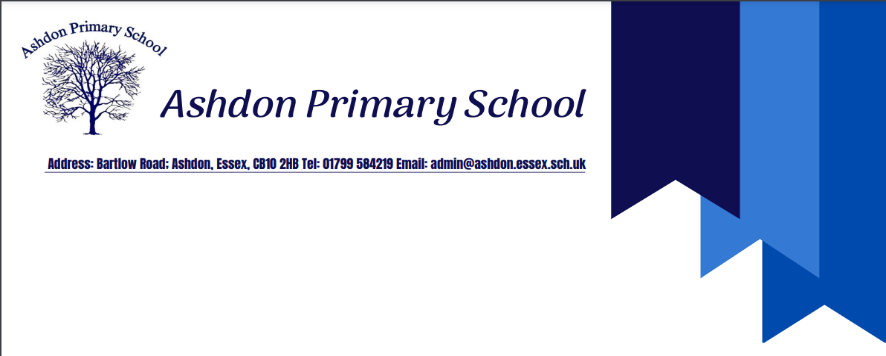 Ashdon Primary School
Ashdon Primary School
Address: Bartlow Road; Ashdon, Essex, CB10 2HB Tel: 01799 584219 Email: admin@ashdon.essex.sch.uk